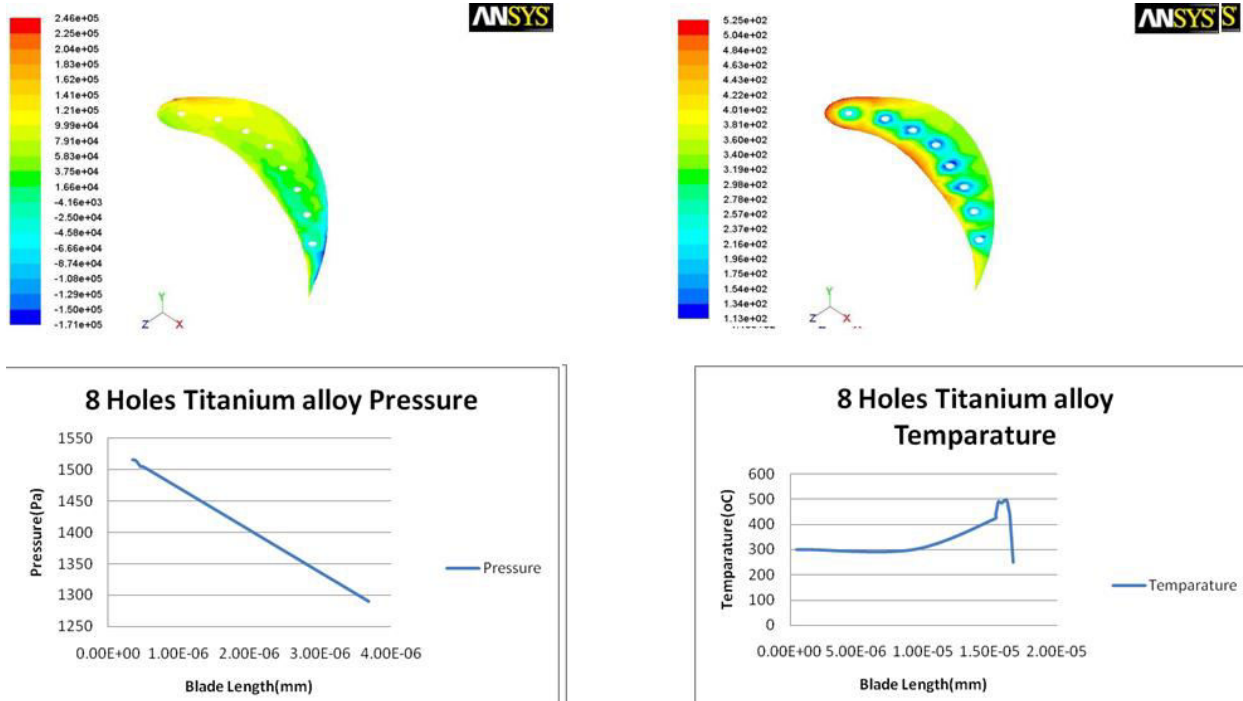 2.46e+05
2.25e+05
2.04e+05
1.83e+05
1.62e+05
1.41e+05
1.21e+05
9.99e+04
7.91e+04
5.83e+04
3.75e+04
1.66e+04
-4.16e+03
-2.50e+04
-4.58e+04
-6.66e+04
-8.74e+04
-1.08e+05
-1.29e+05
-1.50e+05
-1.71e+05
ANSYS
Y
Z X
5.25e+02
5.04e+02
4.84e+02
4.63e+02
4.43e+02
4.22e+02
4.01e+02
3.81e+02
3.60e+02
3.40e+02
3.19e+02
2.98e+02
2.78e+02
2.57e+02
2.37e+02
2.16e+02
1.96e+02
1.75e+02
1.54e+02
1.34e+02
1.13e+02
ANSYS S
Y
Z X
8 Holes Titanium alloy Pressure
1550
1500
1450
1400
1350
1300
1250
Pressure(Pa)
0.00E+00 1.00E-06 2.00E-06 3.00E-06 4.00E-06
Blade Length(mm)
Pressure
8 Holes Titanium alloy
Temparature
600
500
400
300
200
100
0
Temparature(oC)
0.00E+00 5.00E-06 1.00E-05 1.50E-05 2.00E-05
Blade Length(mm)
Temparature